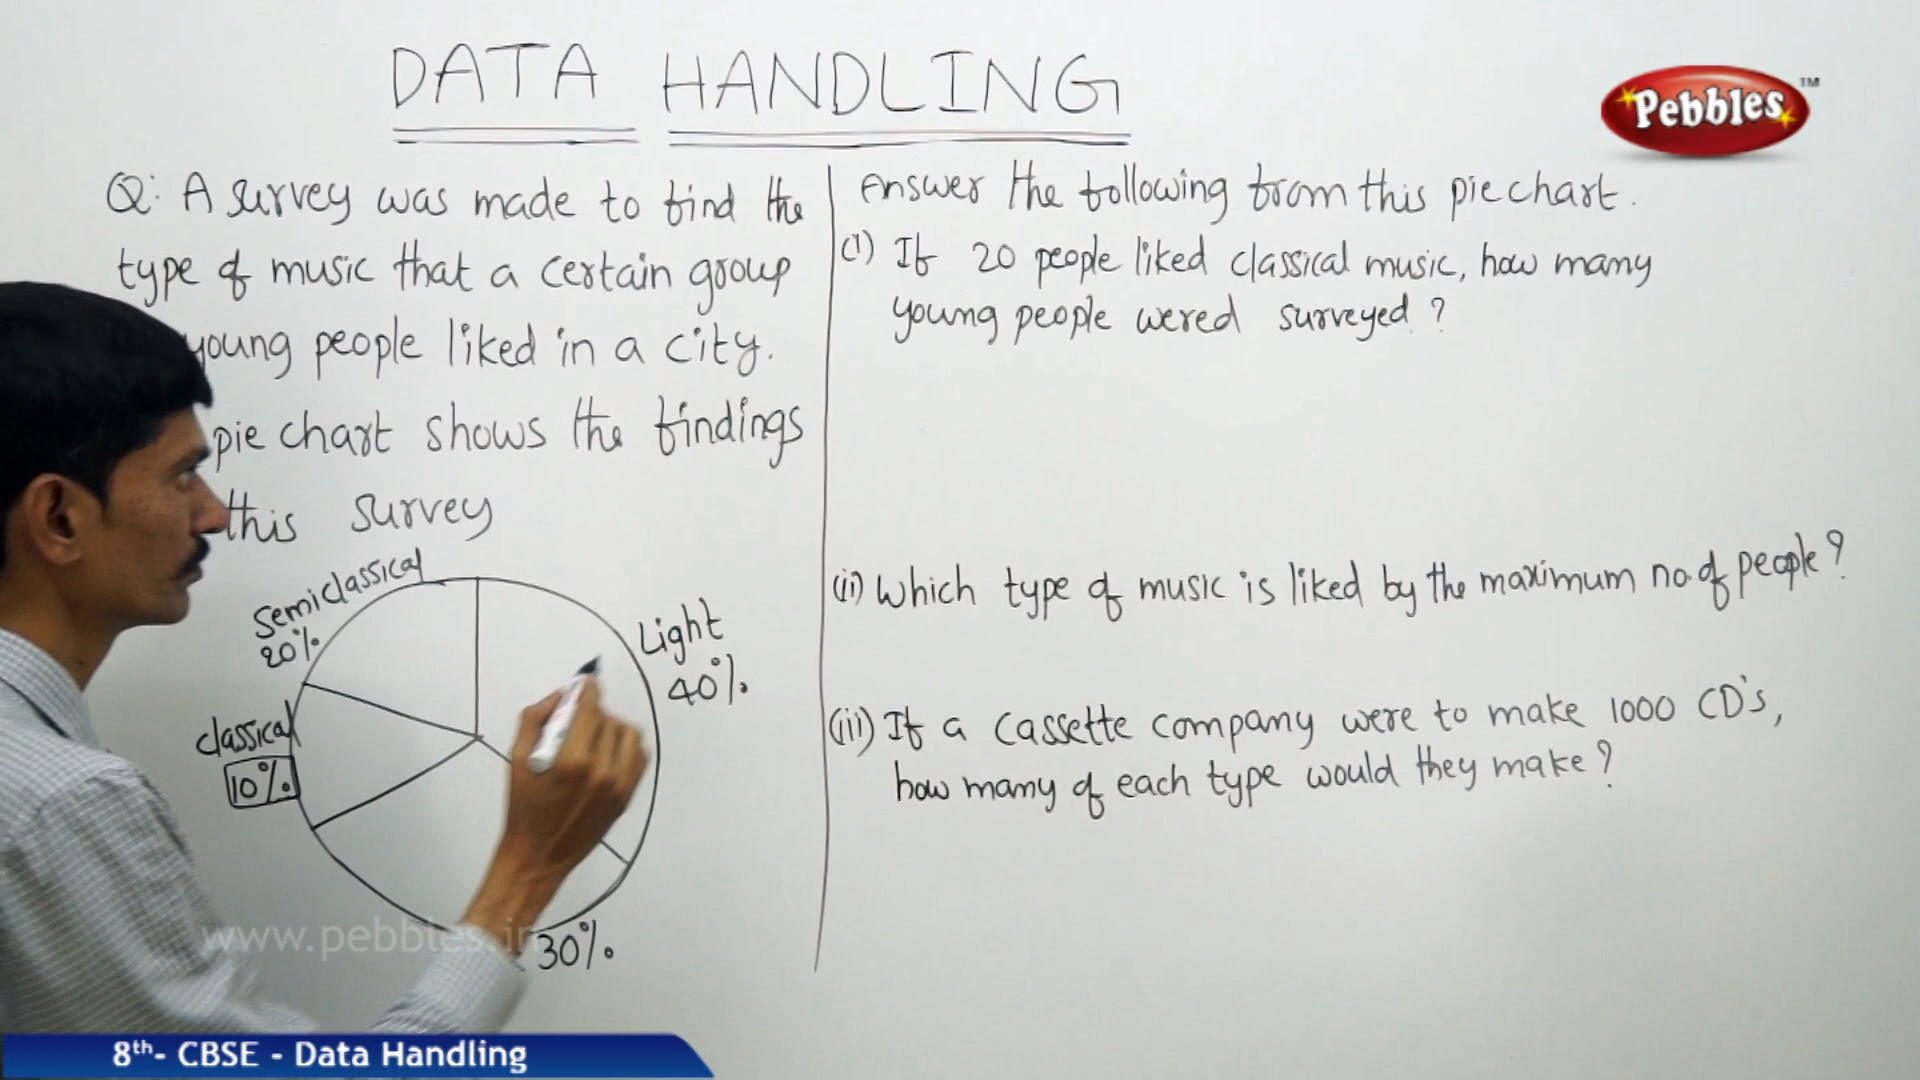 DATA HANDLING
Pebbles™
Q: A survey was made to find the
type of music that a certain group
young people liked in a city.
pie chart shows the findings
this survey
Semiclassical
20%
Light
40%
classical
10%
30%
Answer the following from this pie chart.
(i) If 20 people liked classical music, how many
young people wered surveyed?
(ii) Which type of music is liked by the maximum no. of people?
(iii) If a cassette company were to make 1000 CD's,
how many of each type would they make?
www.pebbles.in
8th- CBSE - Data Handling